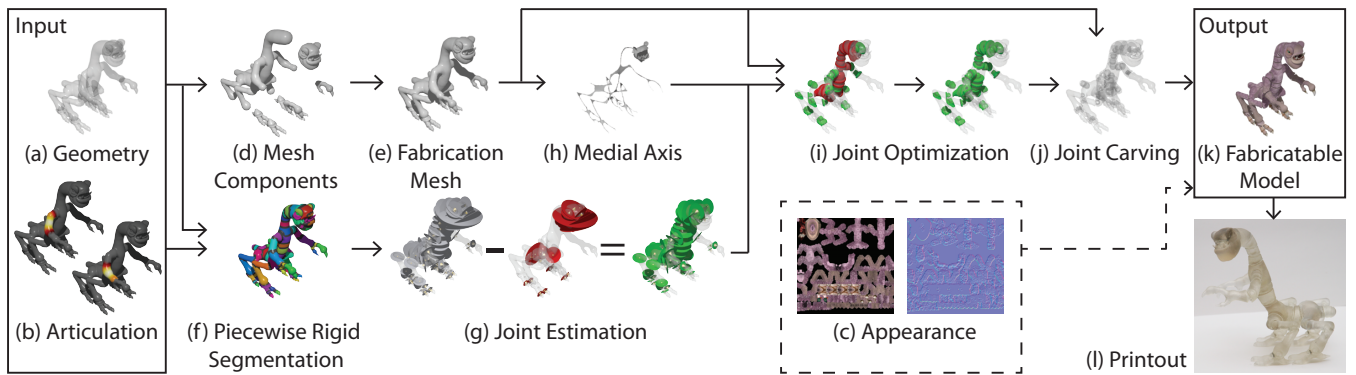 Input
(a) Geometry
(b) Articulation
(d) Mesh
Components
(e) Fabrication
Mesh
(h) Medial Axis
(f) Piecewise Rigid
Segmentation
(g) Joint Estimation
(i) Joint Optimization
(j) Joint Carving
(c) Appearance
Output
(k) Fabricatable
Model
(l) Printout